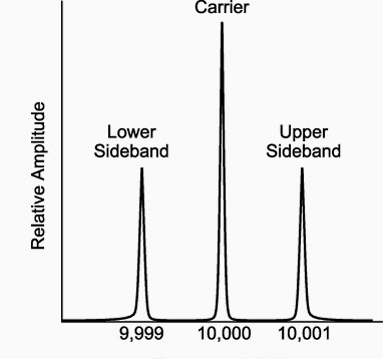 Carrier
Lower
Sideband
Upper
Sideband
Relative Amplitude
9,999
10,000
10,001